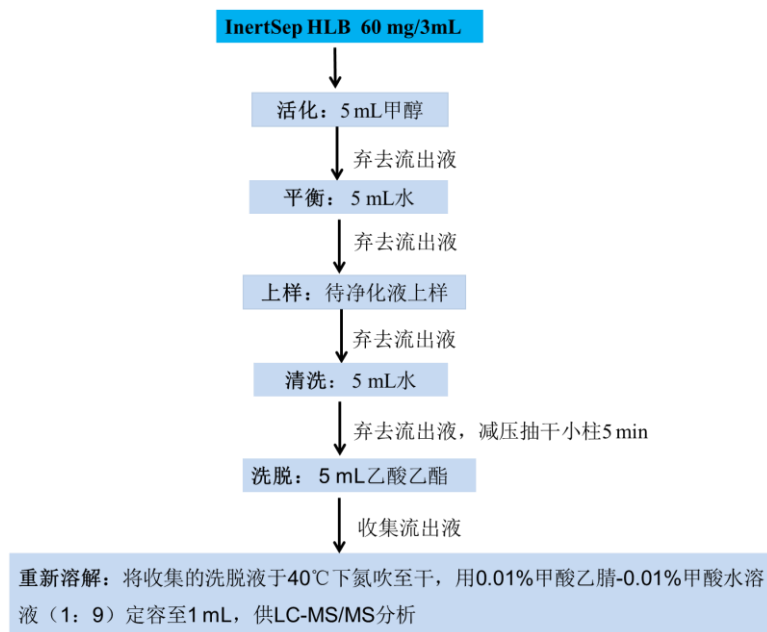 InertSep HLB 60 mg/3mL
活化：5 mL甲醇
弃去流出液
平衡： 5 mL水
弃去流出液
上样：待净化液上样
弃去流出液
清洗： 5 mL水
弃去流出液，减压抽干小柱5 min
洗脱： 5 mL乙酸乙酯
收集流出液
重新溶解：将收集的洗脱液于40℃下氮吹至干，用0.01%甲酸乙腈-0.01%甲酸水溶
液（1：9）定容至1 mL，供LC-MS/MS分析